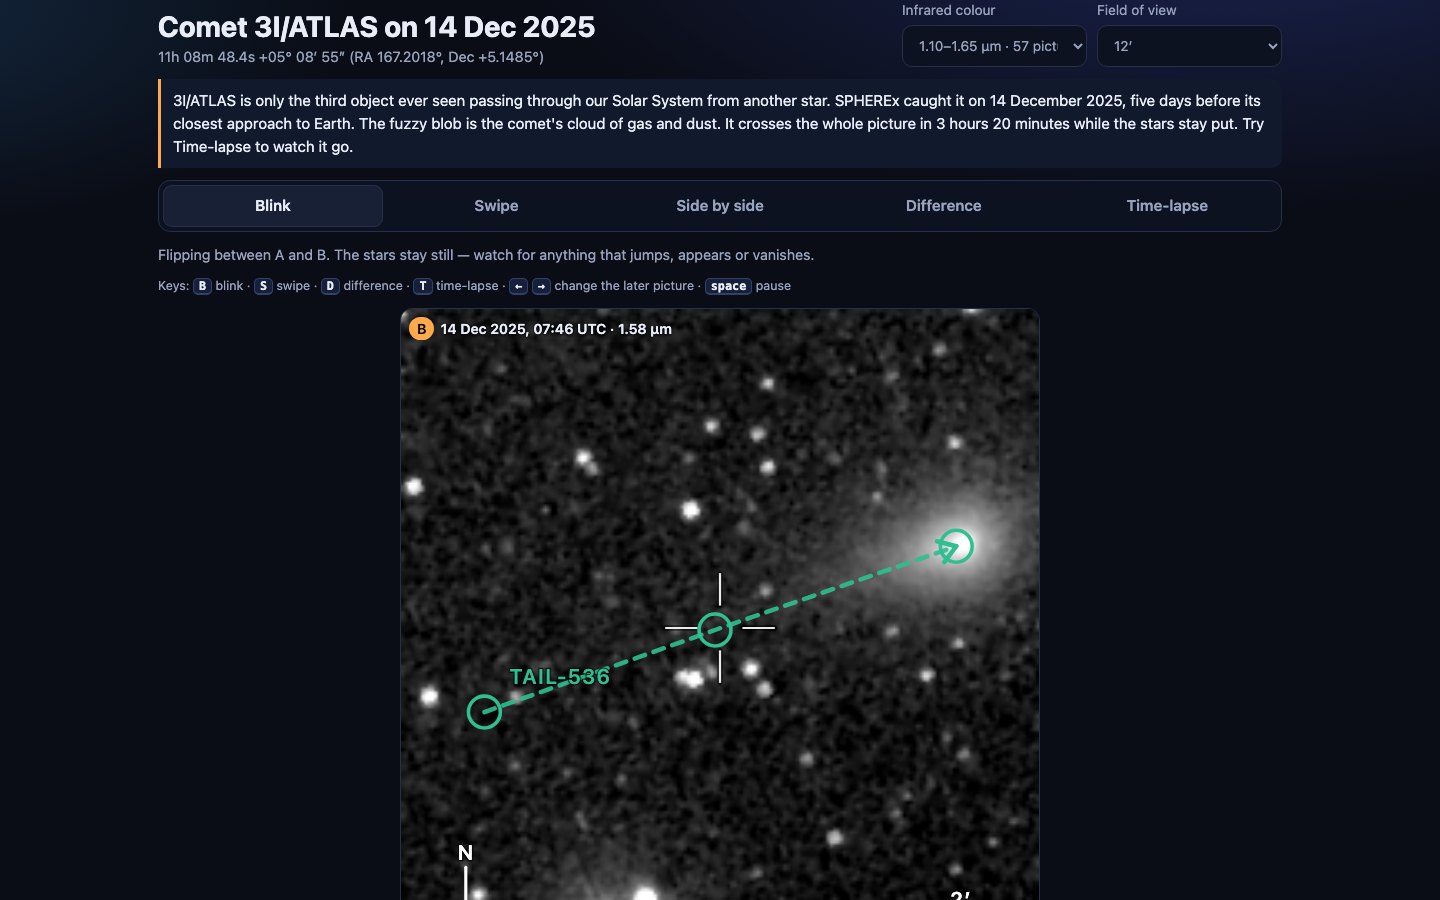 Comet 3I/ATLAS on 14 Dec 2025
11h 08m 48.4s +05° 08′ 55″ (RA 167.2018°, Dec +5.1485°)
Infrared colour
1.10–1.65 µm · 57 pict
Field of view
12′
3I/ATLAS is only the third object ever seen passing through our Solar System from another star. SPHEREx caught it on 14 December 2025, five days before its
closest approach to Earth. The fuzzy blob is the comet's cloud of gas and dust. It crosses the whole picture in 3 hours 20 minutes while the stars stay put. Try
Time-lapse to watch it go.
Blink
Swipe
Side by side
Difference
Time-lapse
Flipping between A and B. The stars stay still — watch for anything that jumps, appears or vanishes.
Keys: B blink · S swipe · D difference · T time-lapse · ← → change the later picture · space pause
B 14 Dec 2025, 07:46 UTC · 1.58 µm
TAIL-536
N
2′